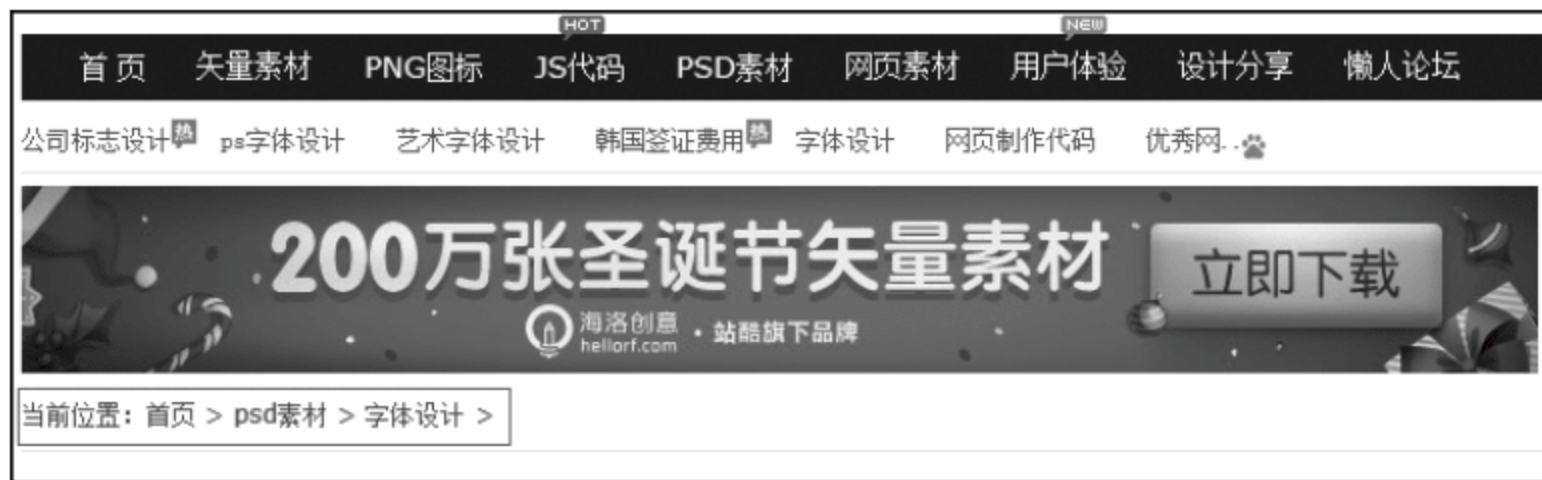 HOT NEW
首页 矢量素材 PNG图标 JS代码 PSD素材 网页素材 用户体验 设计分享 懒人论坛
公司标志设计 热 ps字体设计 艺术字体设计 韩国签证费用 热 字体设计 网页制作代码 优秀网..
200万张圣诞节矢量素材 立即下载
海洛创意 hellorf.com · 站酷旗下品牌
当前位置：首页 > psd素材 > 字体设计 >